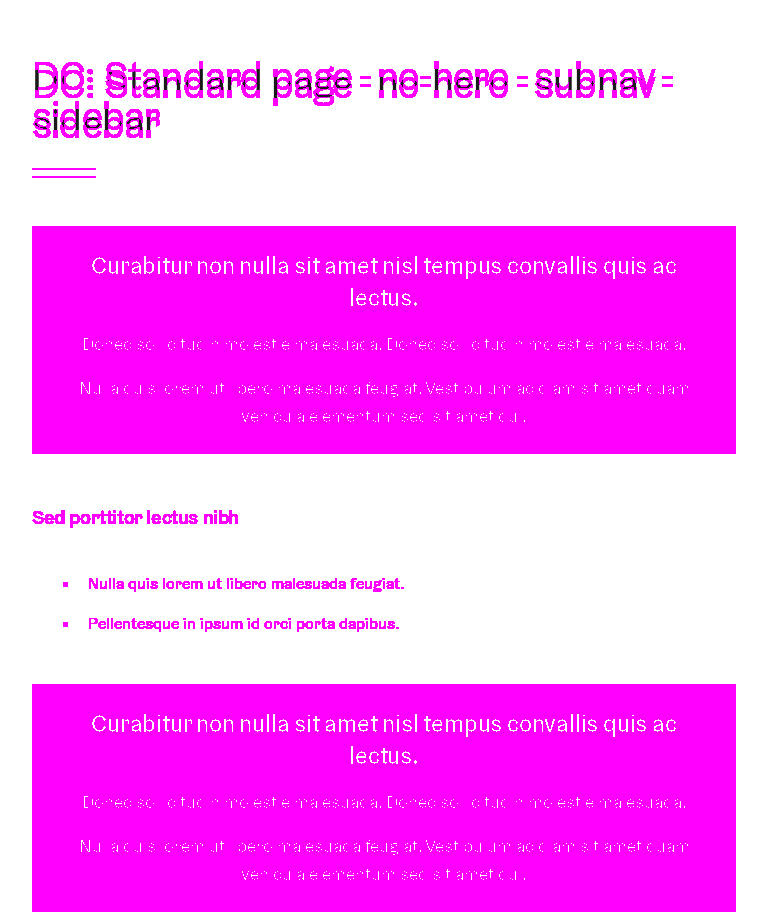 Standard page - no-hero - subnav -
sidebar
Curabitur non nulla sit amet nisl tempus convallis quis ac
lectus.
Donec sollicitudin molestie malesuada. Donec sollicitudin molestie malesuada.
Nulla quis lorem ut libero malesuada feugiat. Vestibulum ac diam sit amet quam
vehicula elementum sed sit amet dui.
Sed porttitor lectus nibh
Nulla quis lorem ut libero malesuada feugiat.
Pellentesque in ipsum id orci porta dapibus.
Curabitur non nulla sit amet nisl tempus convallis quis ac
lectus.
Donec sollicitudin molestie malesuada. Donec sollicitudin molestie malesuada.
Nulla quis lorem ut libero malesuada feugiat. Vestibulum ac diam sit amet quam
vehicula elementum sed sit amet dui.